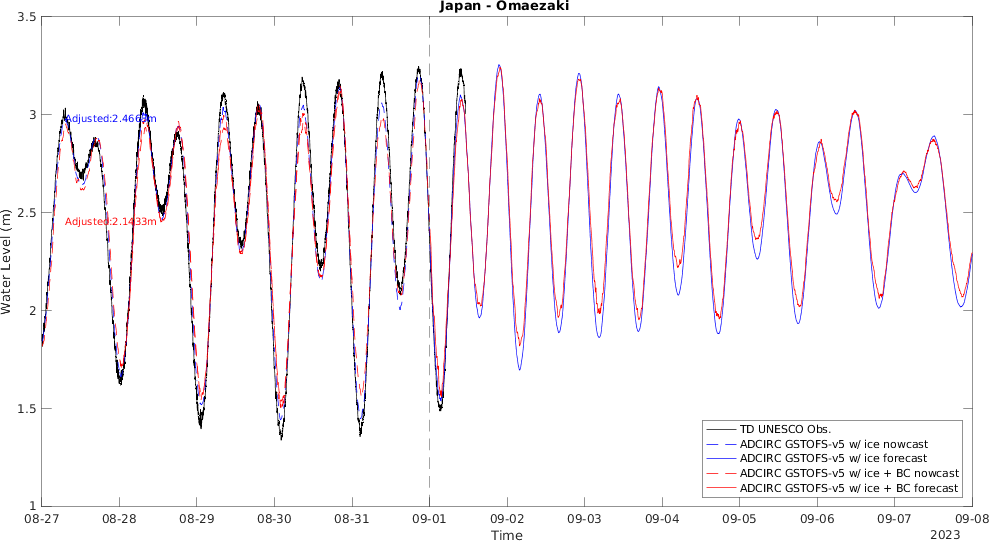 Japan - Omaezaki
3.5
3
2.5
2
1.5
1
Water Level (m)
Adjusted:2.4668m
Adjusted:2.1433m
TD UNESCO Obs.
ADCIRC GSTOFS-v5 w/ ice nowcast
ADCIRC GSTOFS-v5 w/ ice forecast
ADCIRC GSTOFS-v5 w/ ice + BC nowcast
ADCIRC GSTOFS-v5 w/ ice + BC forecast
08-27 08-28 08-29 08-30 08-31 09-01 09-02 09-03 09-04 09-05 09-06 09-07 09-08
Time
2023